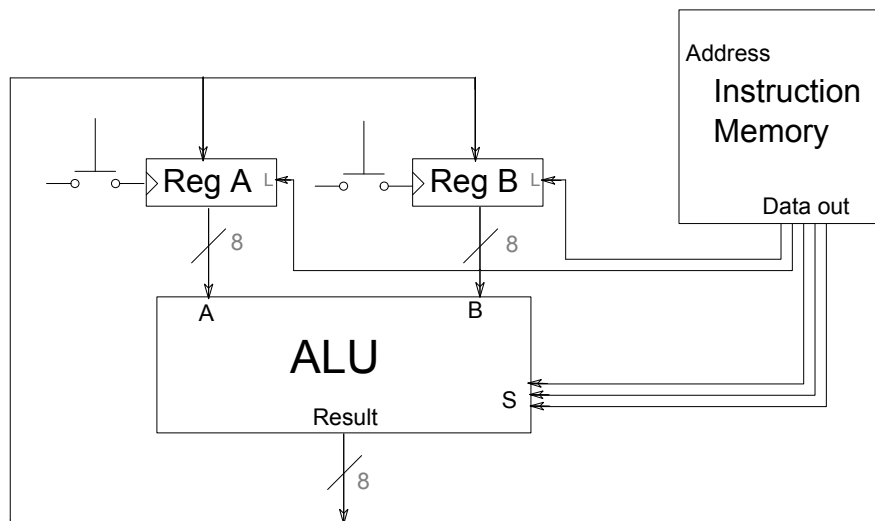 Address
Instruction
Memory
Data out
Reg A L
Reg B L
8
8
A
B
ALU
S
Result
8